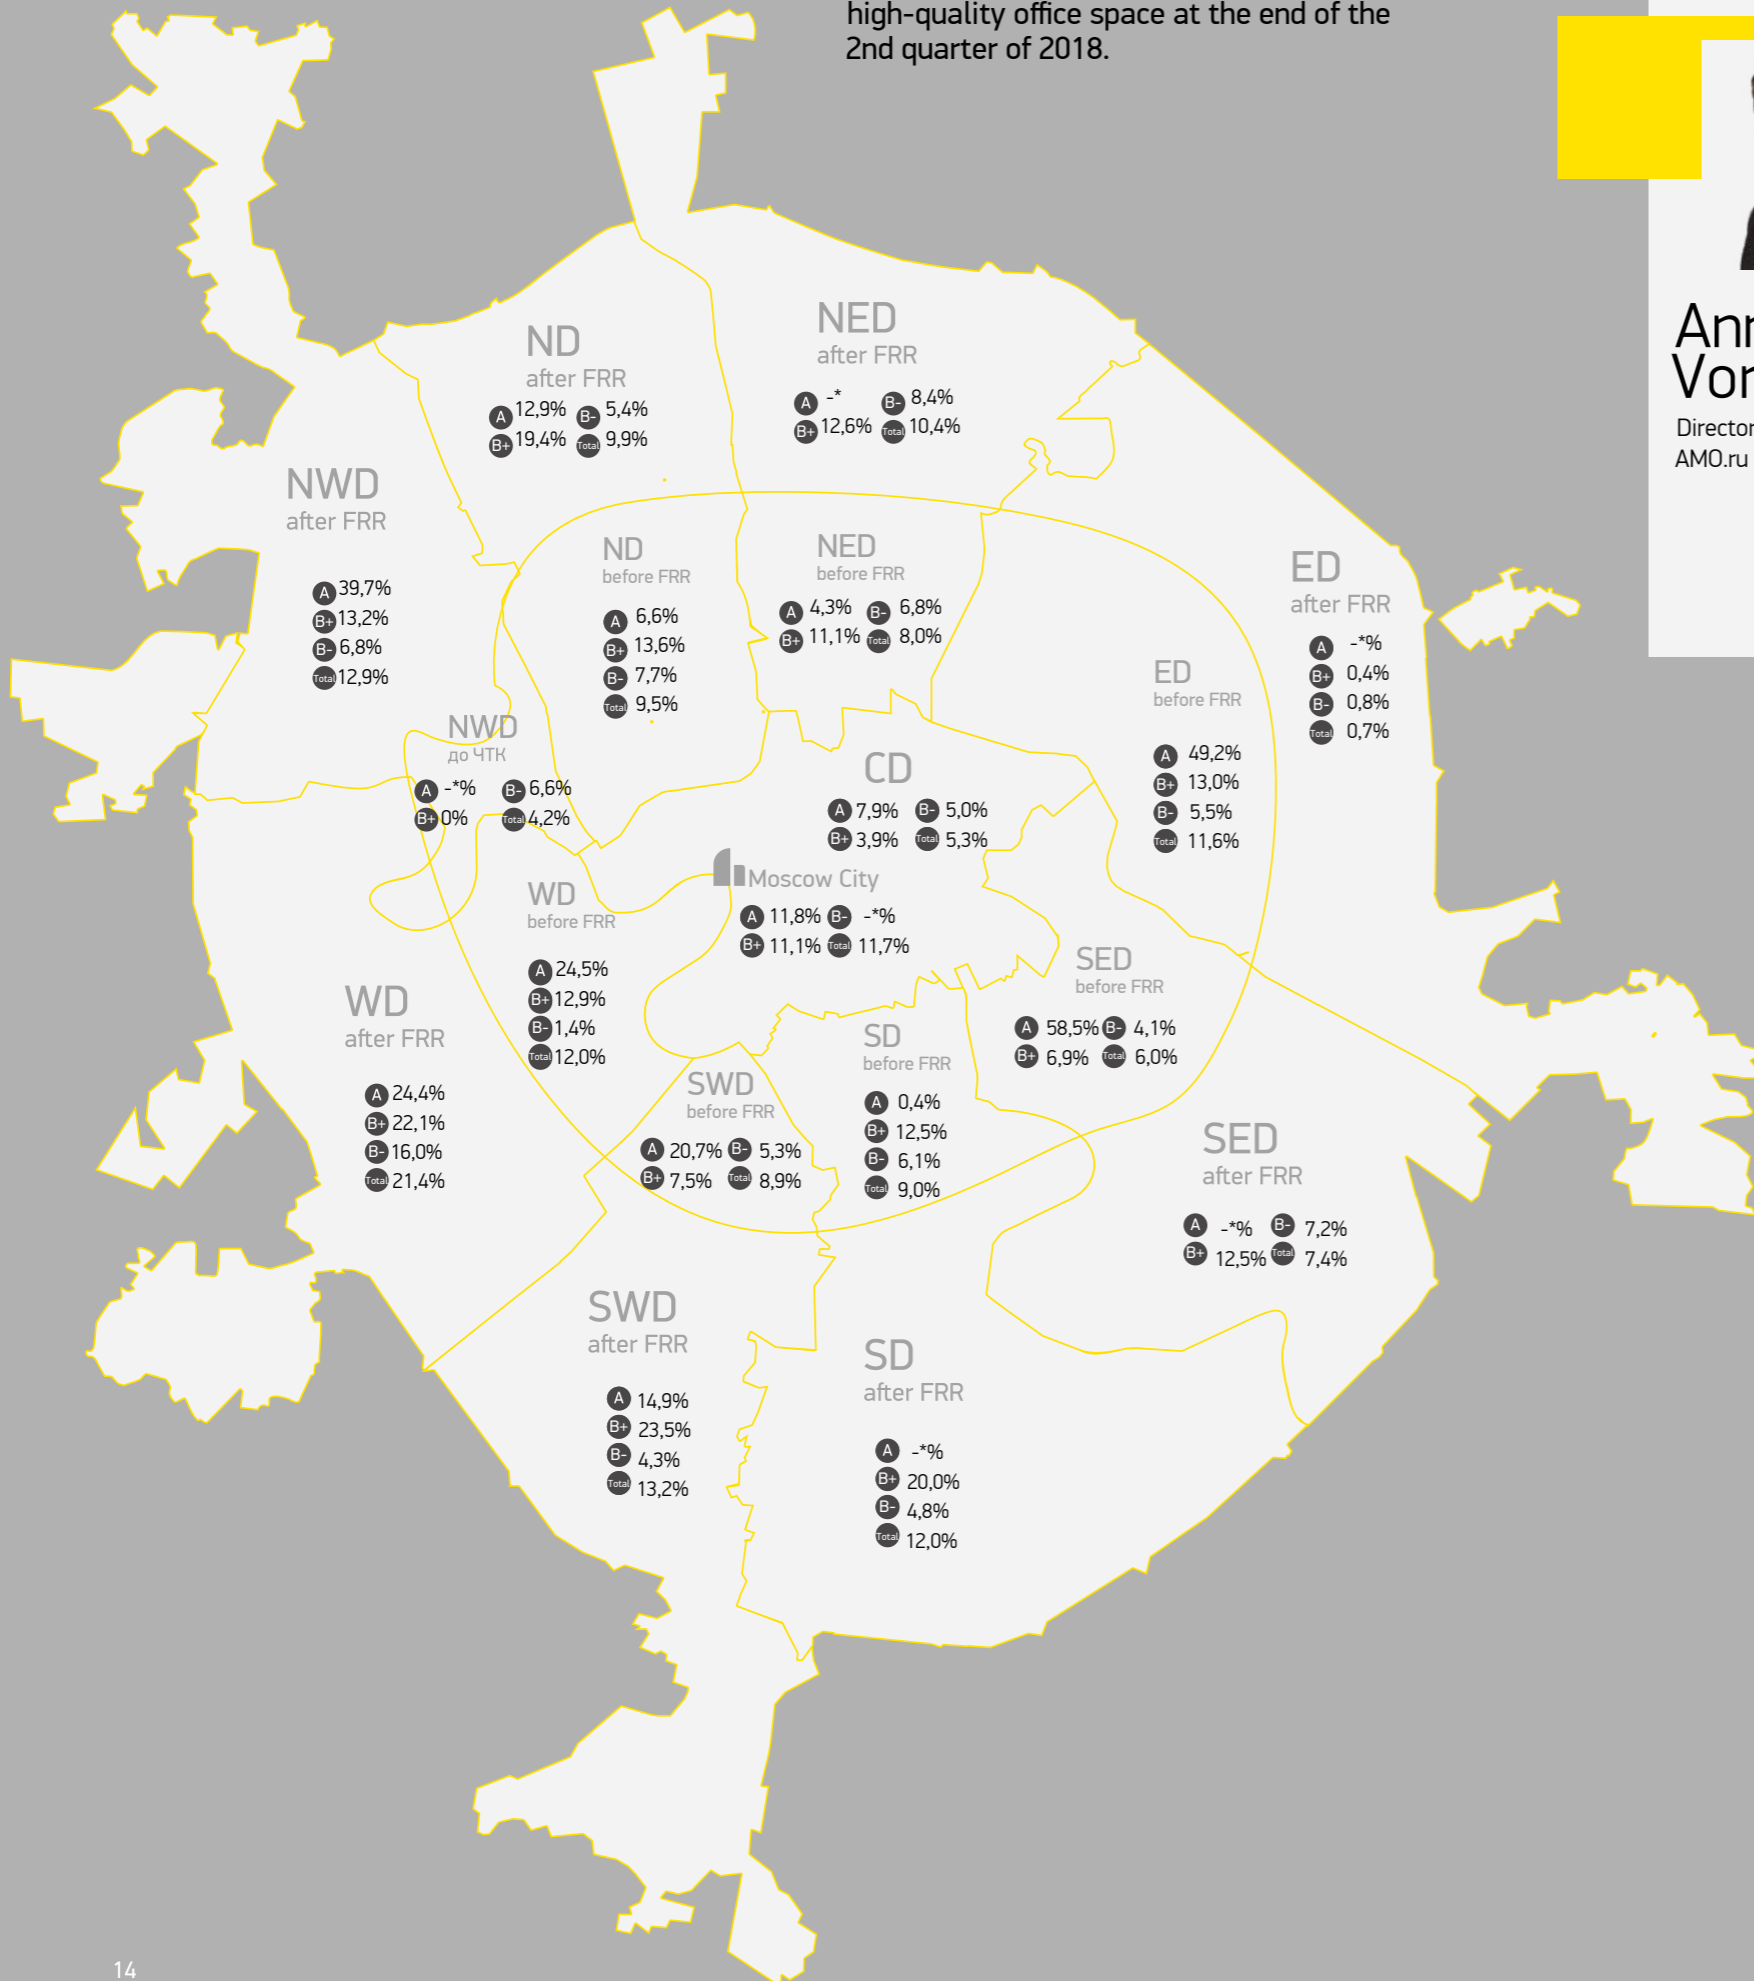 high-quality office space at the end of the
2nd quarter of 2018.
Director
AMO.ru
ND
after FRR
A 12,9% B- 5,4%
B+ 19,4% Total 9,9%
NED
after FRR
A -* B- 8,4%
B+ 12,6% Total 10,4%
NWD
after FRR
A 39,7%
B+ 13,2%
B- 6,8%
Total 12,9%
ND
before FRR
A 6,6%
B+ 13,6%
B- 7,7%
Total 9,5%
NED
before FRR
A 4,3% B- 6,8%
B+ 11,1% Total 8,0%
ED
after FRR
A -*%
B+ 0,4%
B- 0,8%
Total 0,7%
ED
before FRR
A 49,2%
B+ 13,0%
B- 5,5%
Total 11,6%
NWD
до ЧТК
A -*% B- 6,6%
B+ 0% Total 4,2%
CD
A 7,9% B- 5,0%
B+ 3,9% Total 5,3%
Moscow City
A 11,8% B- -*%
B+ 11,1% Total 11,7%
WD
before FRR
A 24,5%
B+ 12,9%
B- 1,4%
Total 12,0%
WD
after FRR
A 24,4%
B+ 22,1%
B- 16,0%
Total 21,4%
SED
before FRR
A 58,5% B- 4,1%
B+ 6,9% Total 6,0%
SD
before FRR
A 0,4%
B+ 12,5%
B- 6,1%
Total 9,0%
SWD
before FRR
A 20,7% B- 5,3%
B+ 7,5% Total 8,9%
SED
after FRR
A -*% B- 7,2%
B+ 12,5% Total 7,4%
SWD
after FRR
A 14,9%
B+ 23,5%
B- 4,3%
Total 13,2%
SD
after FRR
A -*%
B+ 20,0%
B- 4,8%
Total 12,0%
14